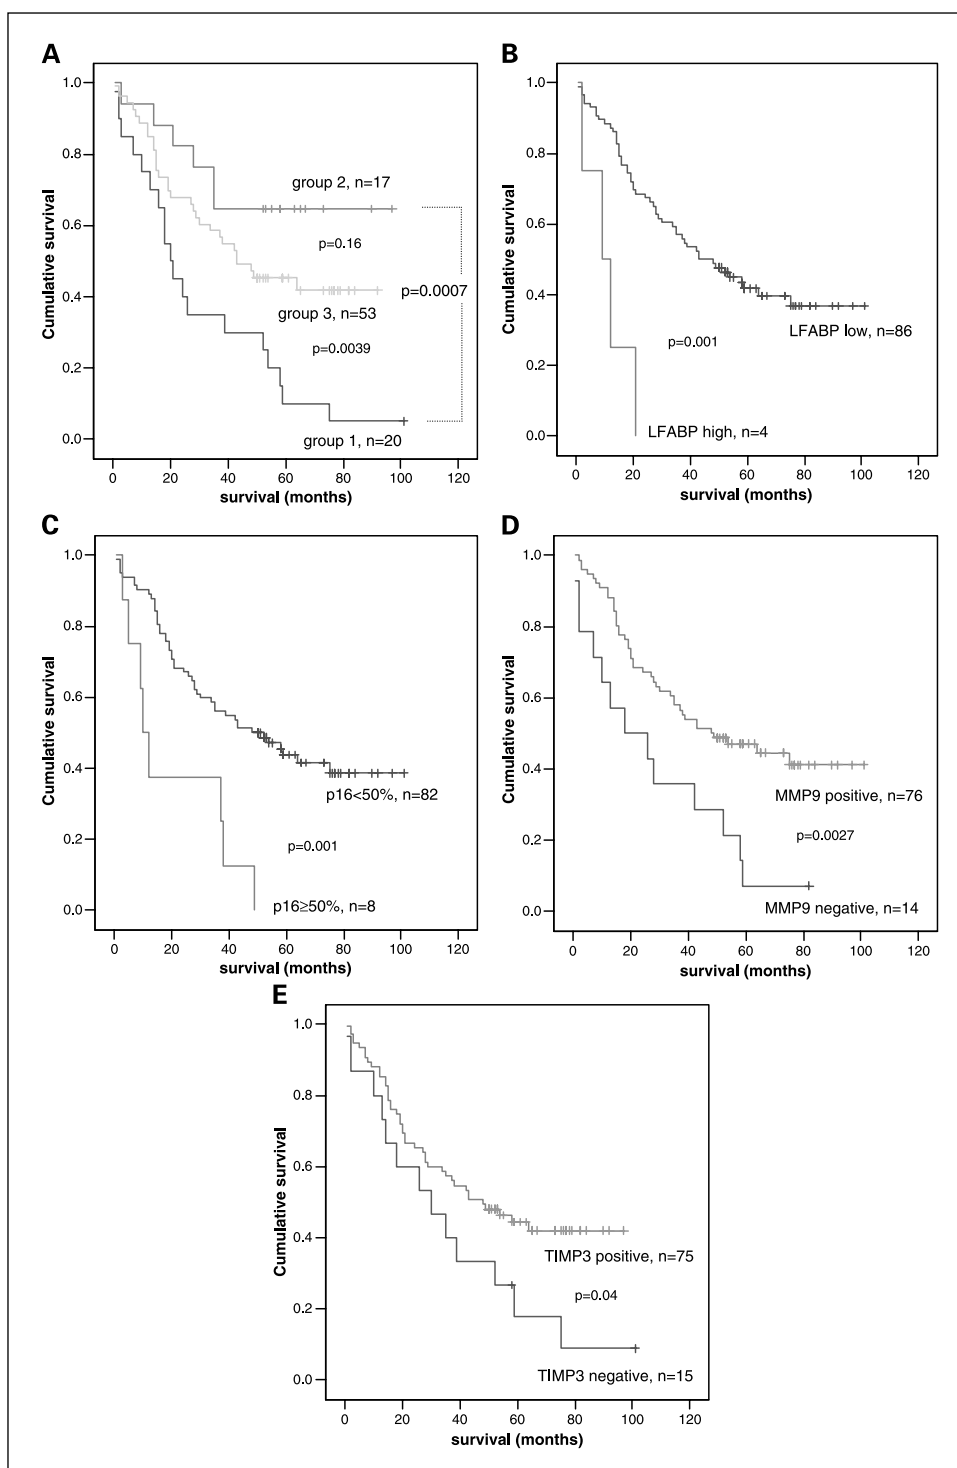 A
Cumulative survival
1.0
0.8
0.6
0.4
0.2
0.0
group 2, n=17
p=0.16
p=0.0007
group 3, n=53
p=0.0039
group 1, n=20
0 20 40 60 80 100 120
survival (months)
B
Cumulative survival
1.0
0.8
0.6
0.4
0.2
0.0
LFABP low, n=86
p=0.001
LFABP high, n=4
0 20 40 60 80 100 120
survival (months)
C
Cumulative survival
1.0
0.8
0.6
0.4
0.2
0.0
p16<50%, n=82
p=0.001
p16≥50%, n=8
0 20 40 60 80 100 120
survival (months)
D
Cumulative survival
1.0
0.8
0.6
0.4
0.2
0.0
MMP9 positive, n=76
p=0.0027
MMP9 negative, n=14
0 20 40 60 80 100 120
survival (months)
E
Cumulative survival
1.0
0.8
0.6
0.4
0.2
0.0
TIMP3 positive, n=75
p=0.04
TIMP3 negative, n=15
0 20 40 60 80 100 120
survival (months)